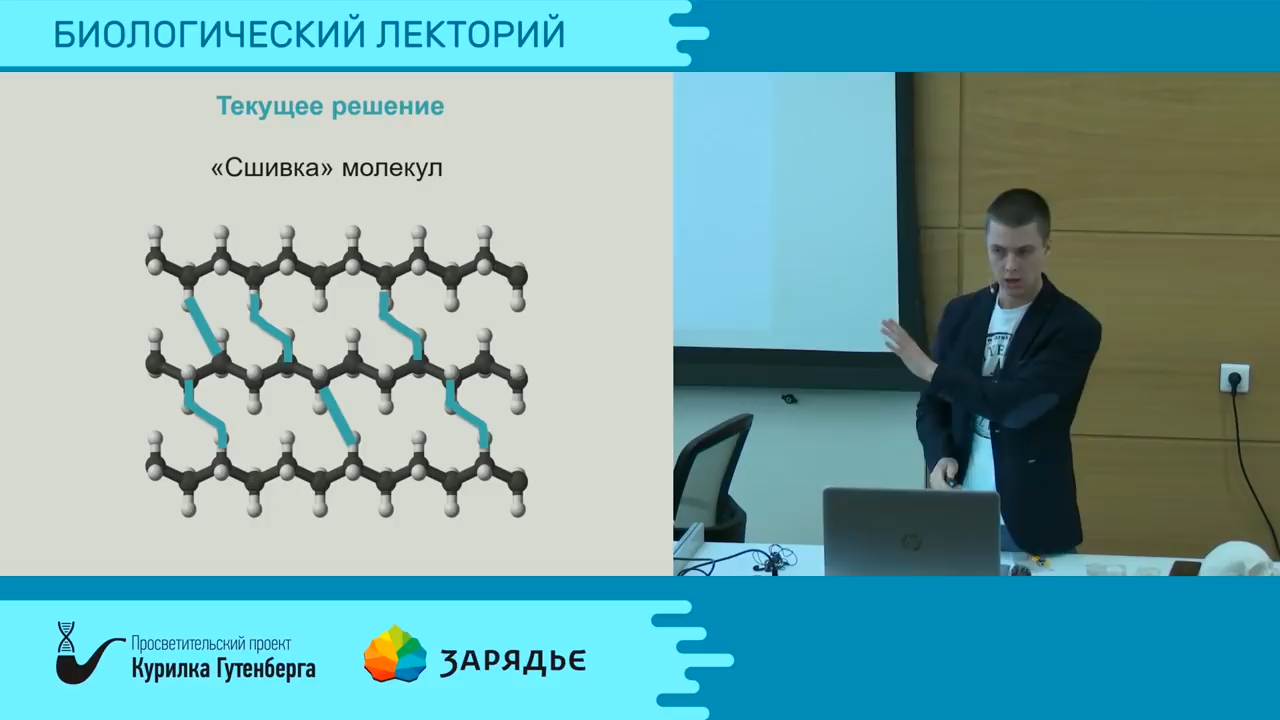 БИОЛОГИЧЕСКИЙ ЛЕКТОРИЙ
Текущее решение
«Сшивка» молекул
Просветительский проект
Курилка Гутенберга
ЗАРЯДЬЕ